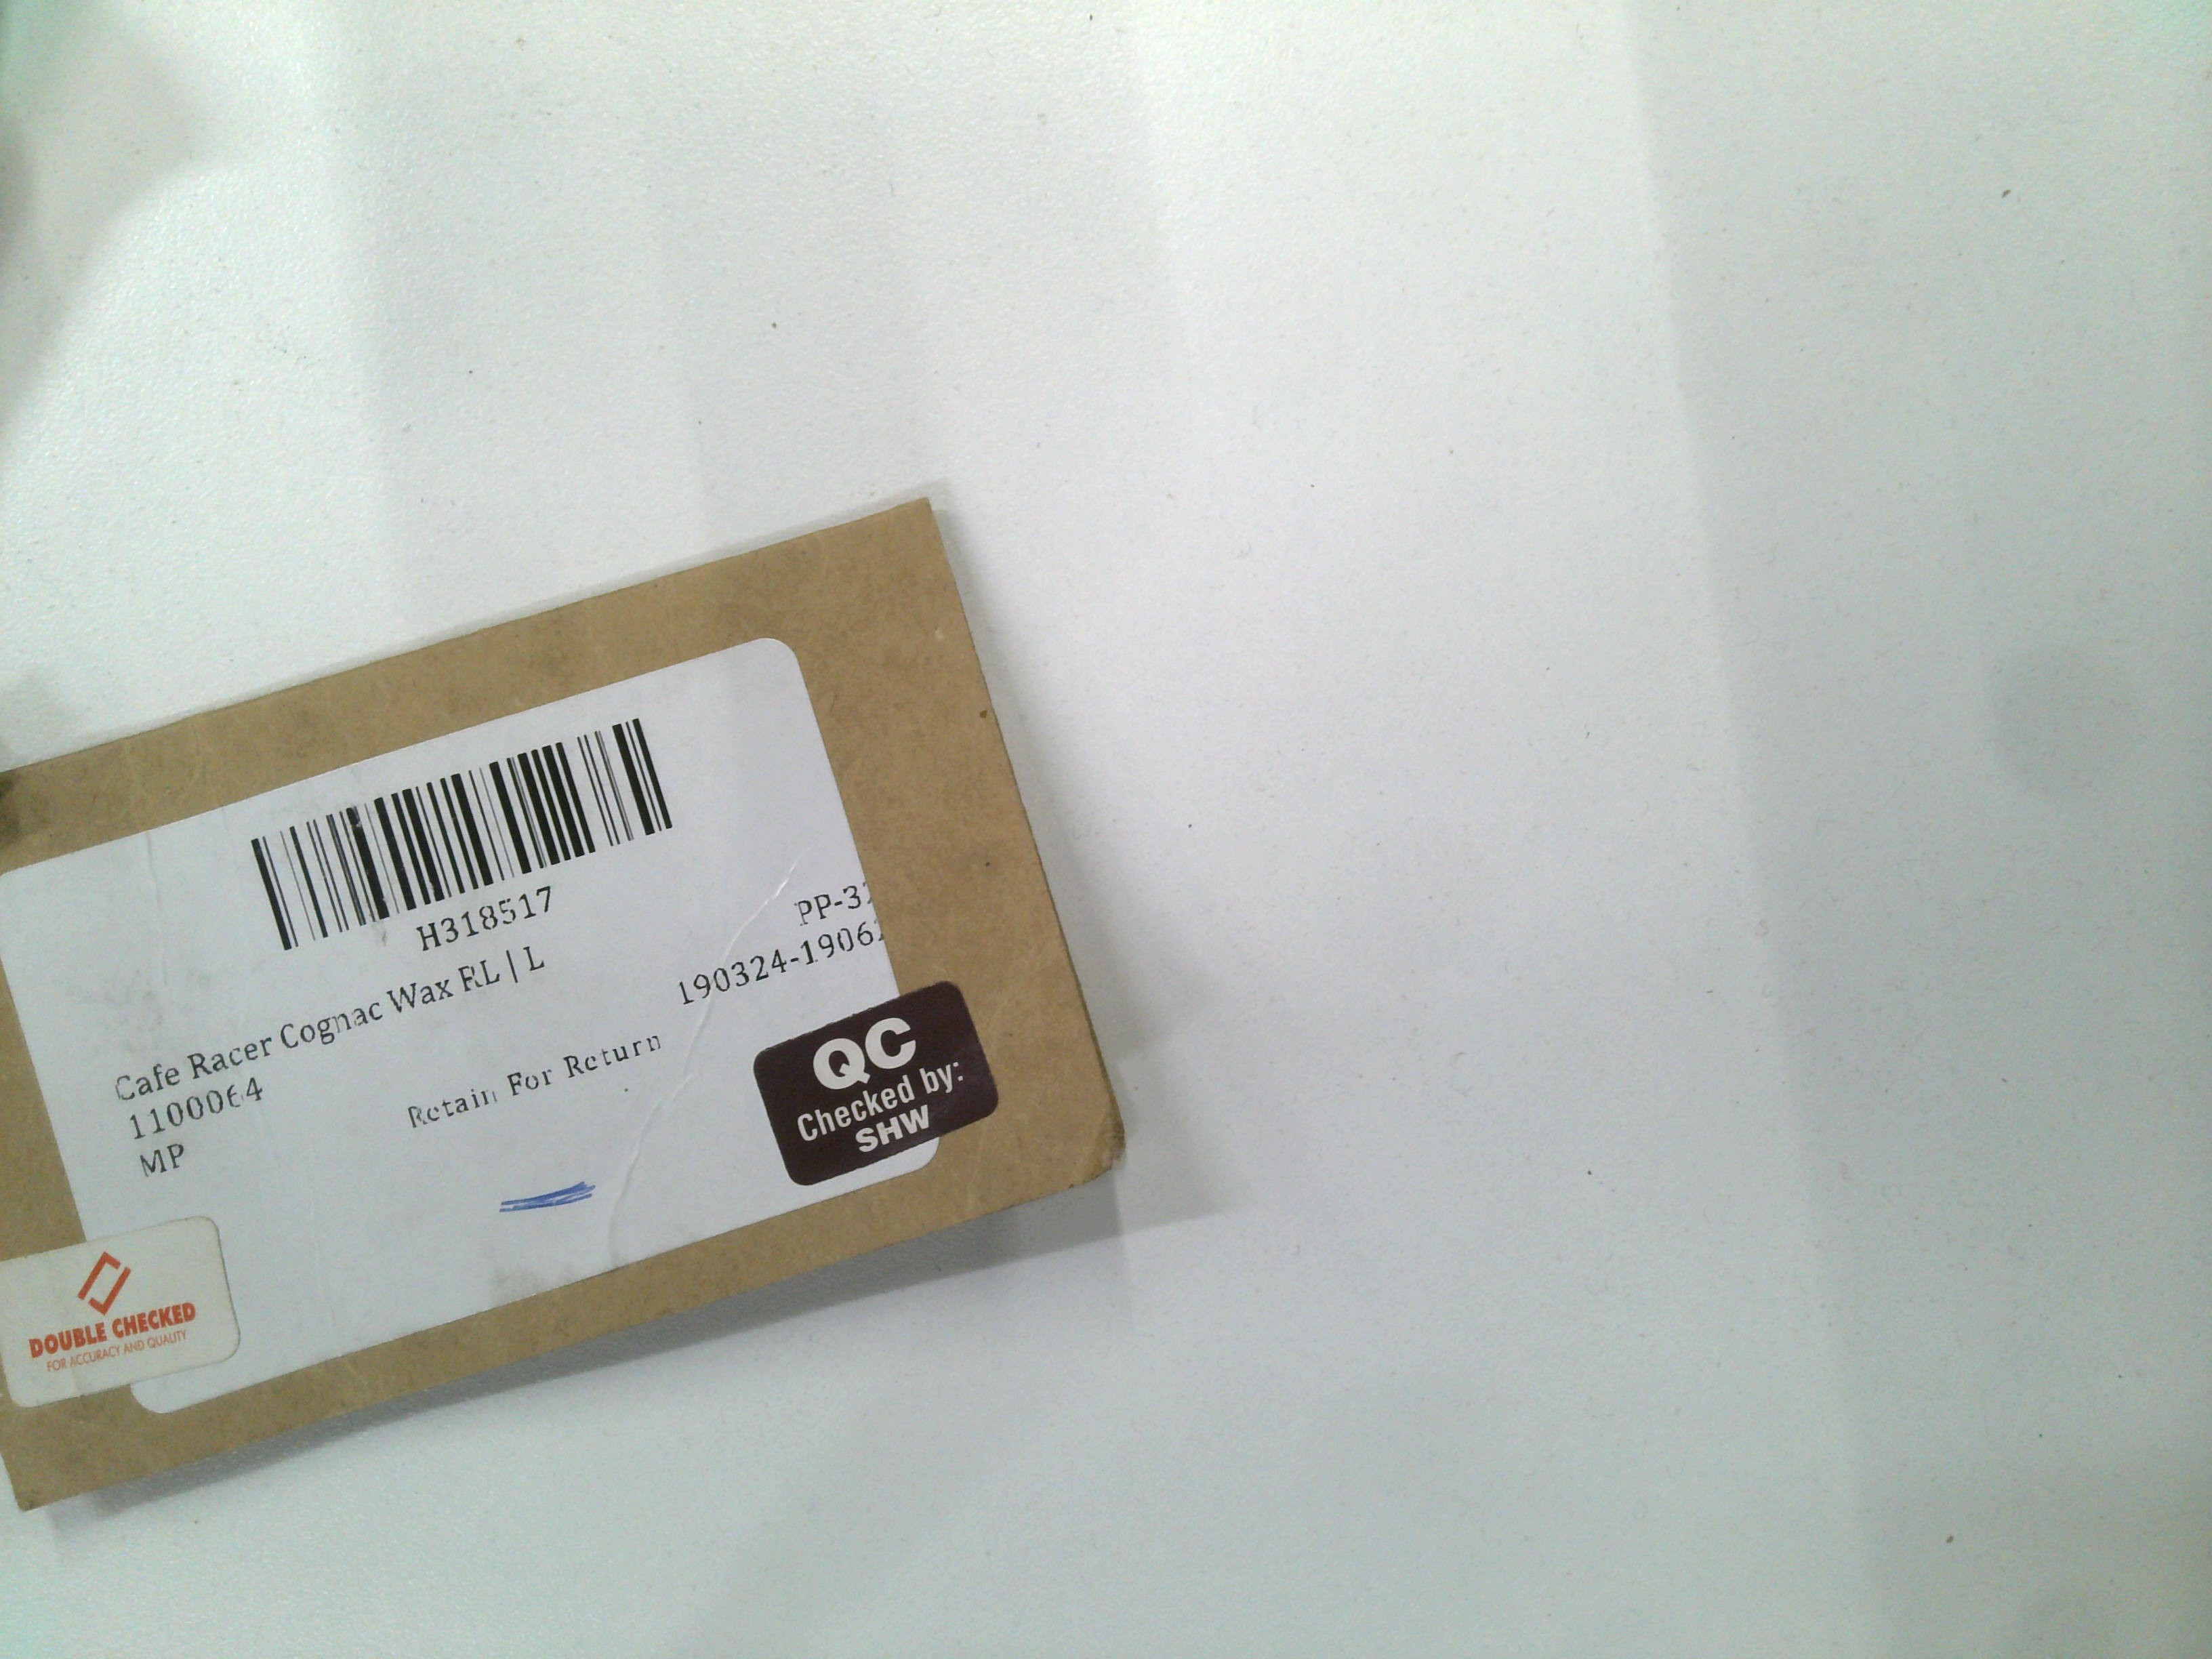 H318517
Cafe Racer Cognac Wax RL | L
1100064
MP
PP-3
190324-1906
Retain For Return
QC
Checked by:
SHW
DOUBLE CHECKED
FOR ACCURACY AND QUALITY